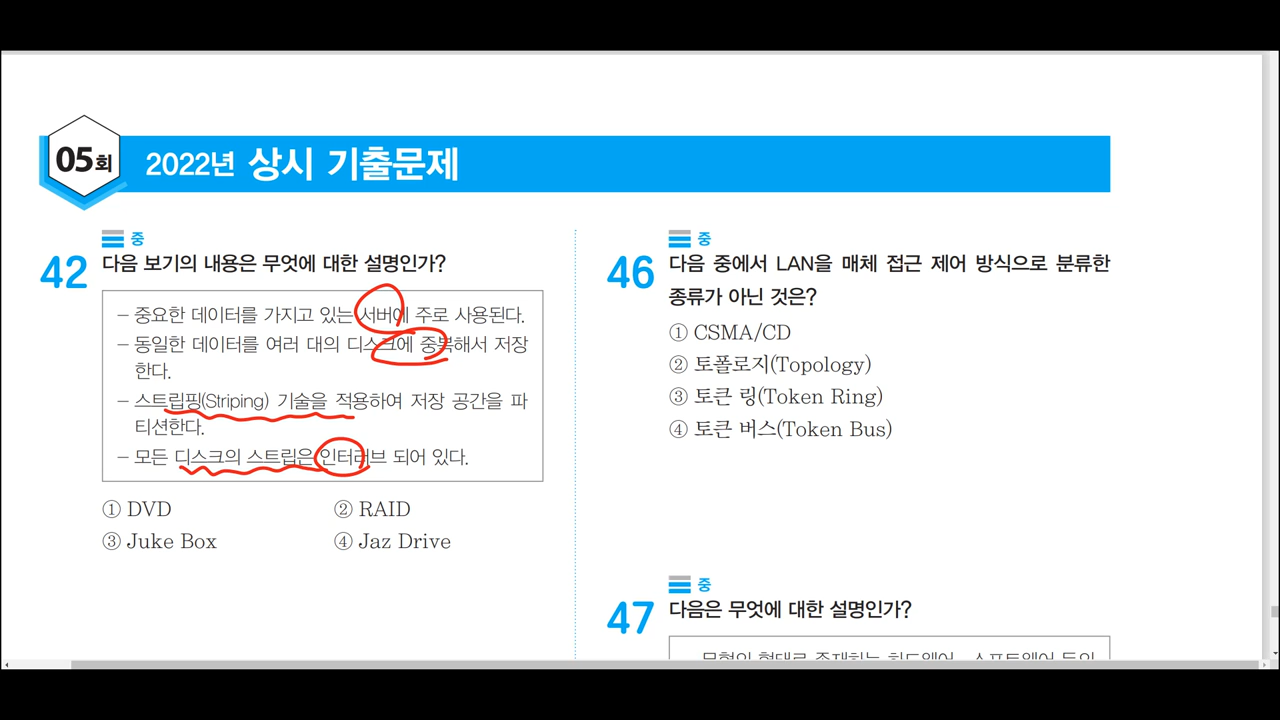 05회
2022년 상시 기출문제
중
42
다음 보기의 내용은 무엇에 대한 설명인가?
– 중요한 데이터를 가지고 있는 서버에 주로 사용된다.
– 동일한 데이터를 여러 대의 디스크에 중복해서 저장
한다.
– 스트립핑(Striping) 기술을 적용하여 저장 공간을 파
티션한다.
– 모든 디스크의 스트립은 인터러브 되어 있다.
① DVD ② RAID
③ Juke Box ④ Jaz Drive
중
46
다음 중에서 LAN을 매체 접근 제어 방식으로 분류한
종류가 아닌 것은?
① CSMA/CD
② 토폴로지(Topology)
③ 토큰 링(Token Ring)
④ 토큰 버스(Token Bus)
중
47
다음은 무엇에 대한 설명인가?